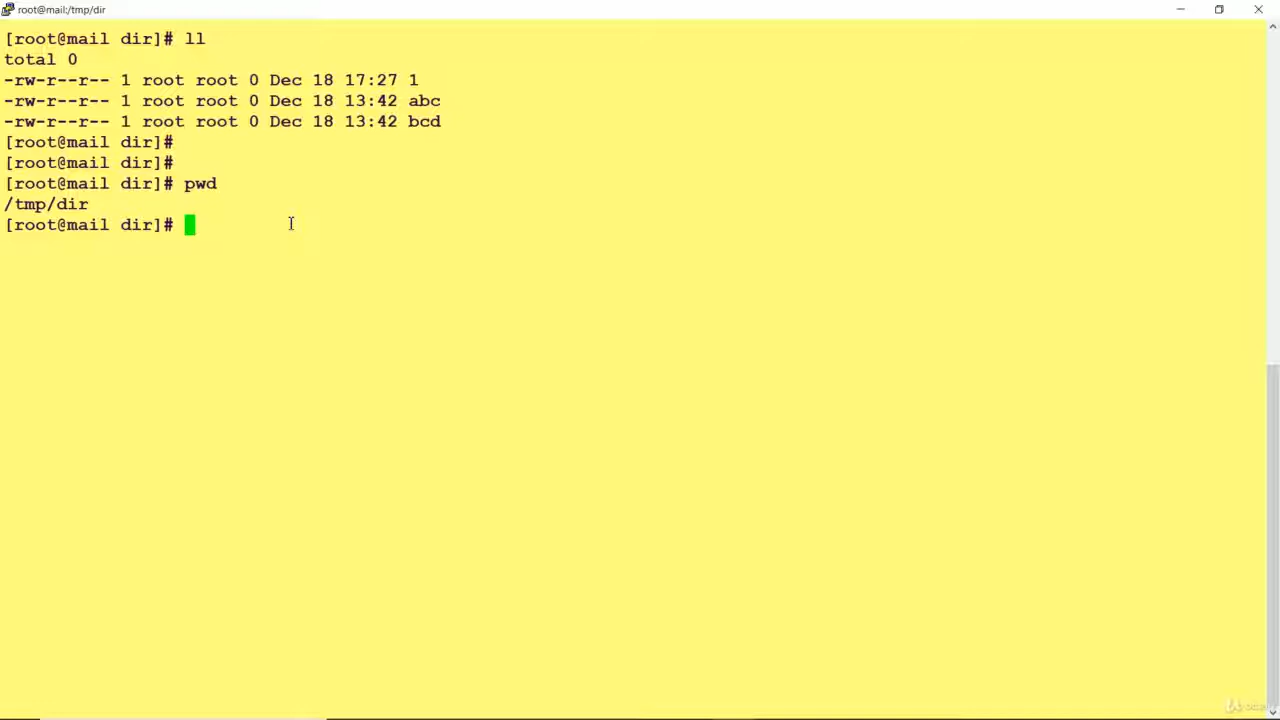 root@mail:/tmp/dir
[root@mail dir]# ll
total 0
-rw-r--r-- 1 root root 0 Dec 18 17:27 1
-rw-r--r-- 1 root root 0 Dec 18 13:42 abc
-rw-r--r-- 1 root root 0 Dec 18 13:42 bcd
[root@mail dir]#
[root@mail dir]#
[root@mail dir]# pwd
/tmp/dir
[root@mail dir]#